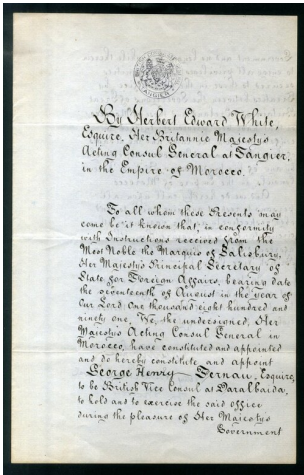 TANGIER
By Herbert Edward White,
Esquire, Her Britannic Majesty's
Acting Consul General at Tangier,
in the Empire of Morocco.
To all whom these Presents may
come be it known that, in conformity
with Instructions received from the
Most Noble the Marquis of Salisbury,
Her Majesty's Principal Secretary of
State for Foreign Affairs, bearing date
the seventeenth of August in the year of
Our Lord One thousand eight hundred and
ninety one, We, the undersigned, Her
Majesty's Acting Consul General in
Morocco, have constituted and appointed
and do hereby constitute and appoint
George Henry Fernau, Esquire,
to be British Vice Consul at Daralbaida,
to hold and to exercise the said office
during the pleasure of Her Majesty's
Government